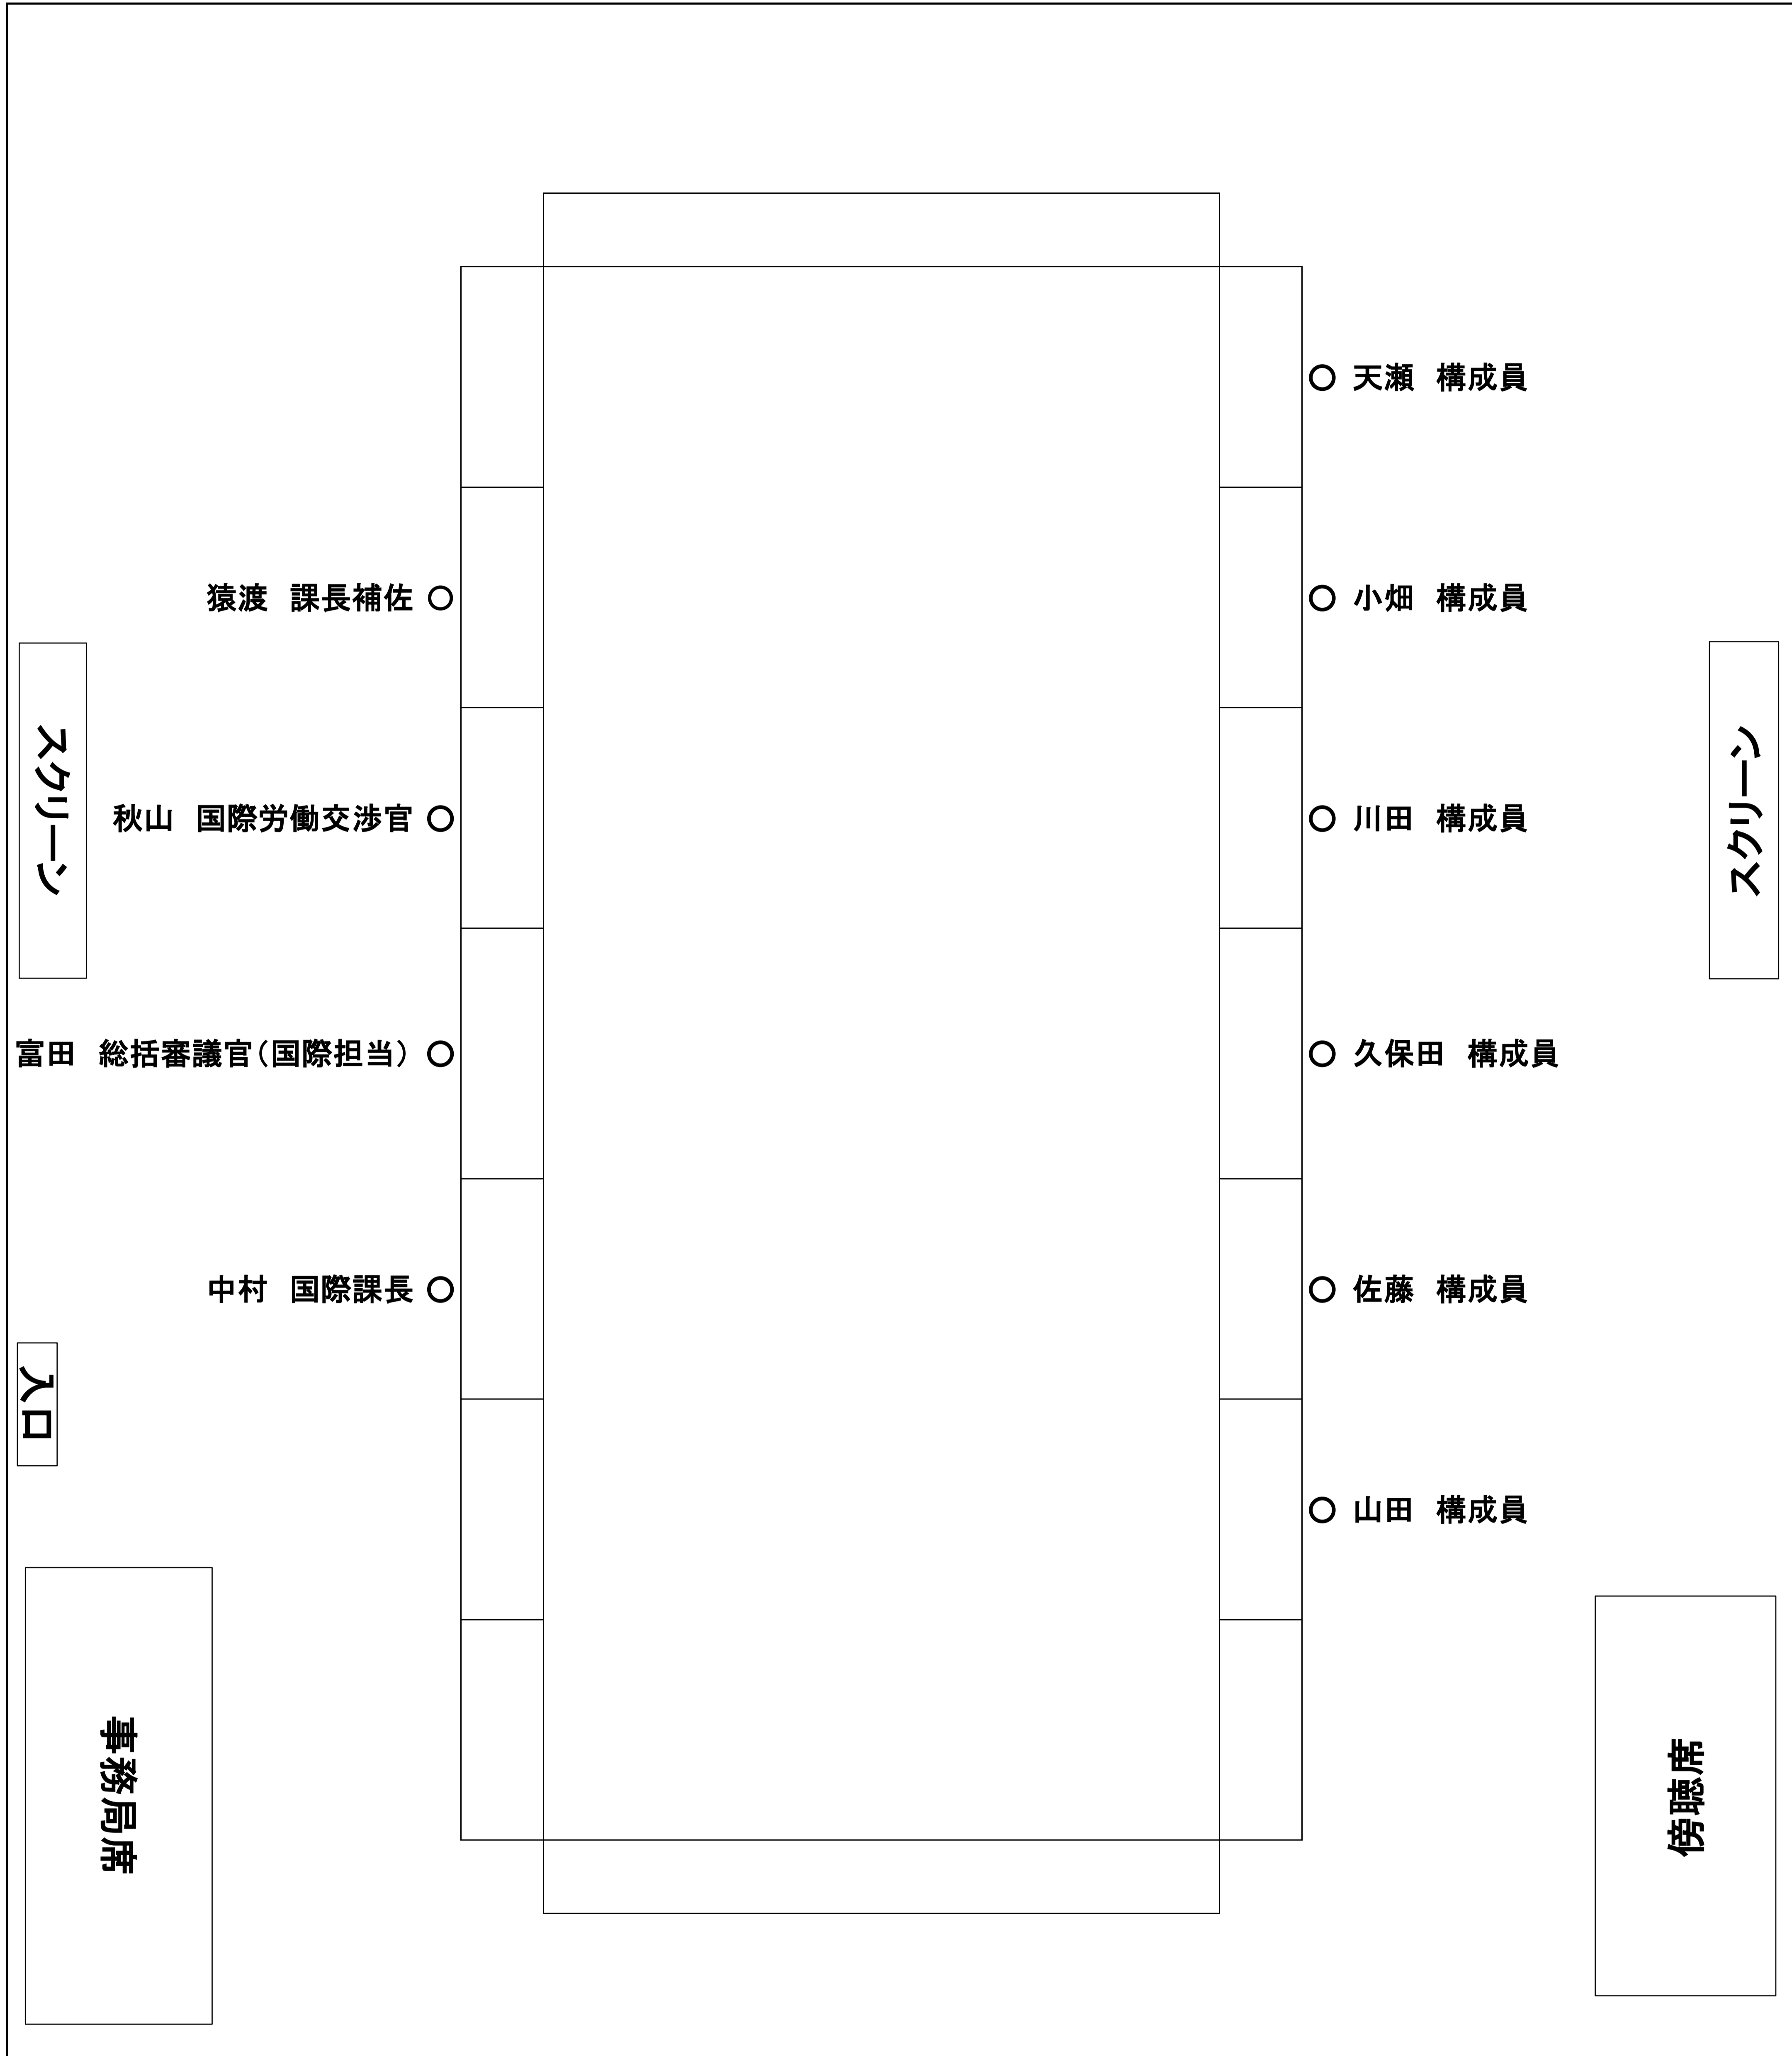 天瀬　構成員
猿渡　課長補佐
小畑　構成員
スクリーン
スクリーン
秋山　国際労働交渉官
川田　構成員
富田　総括審議官（国際担当）
久保田　構成員
中村　国際課長
佐藤　構成員
入口
山田　構成員
事務局席
傍聴席